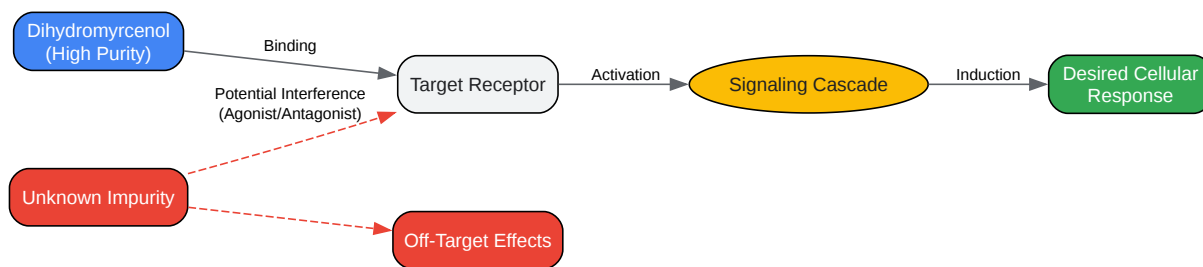 Dihydromyrcenol
(High Purity)
Binding
Potential Interference
(Agonist/Antagonist)
Target Receptor
Activation
Signaling Cascade
Induction
Desired Cellular
Response
Unknown Impurity
Off-Target Effects